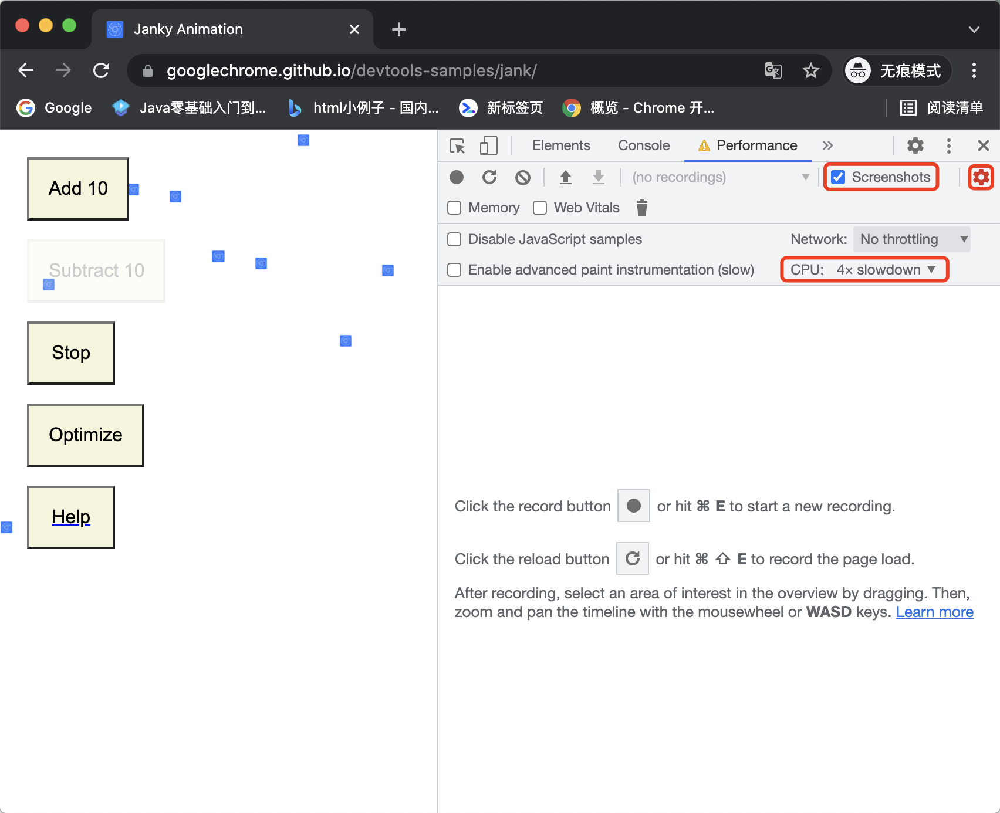 Janky Animation
googlechrome.github.io/devtools-samples/jank/
无痕模式
Google
Java零基础入门到...
html小例子 - 国内...
新标签页
概览 - Chrome 开...
阅读清单
Add 10
Subtract 10
Stop
Optimize
Help
Elements
Console
Performance
(no recordings)
Screenshots
Memory
Web Vitals
Disable JavaScript samples
Network: No throttling
Enable advanced paint instrumentation (slow)
CPU: 4× slowdown
Click the record button or hit ⌘ E to start a new recording.
Click the reload button or hit ⌘ ⇧ E to record the page load.
After recording, select an area of interest in the overview by dragging. Then,
zoom and pan the timeline with the mousewheel or WASD keys. Learn more